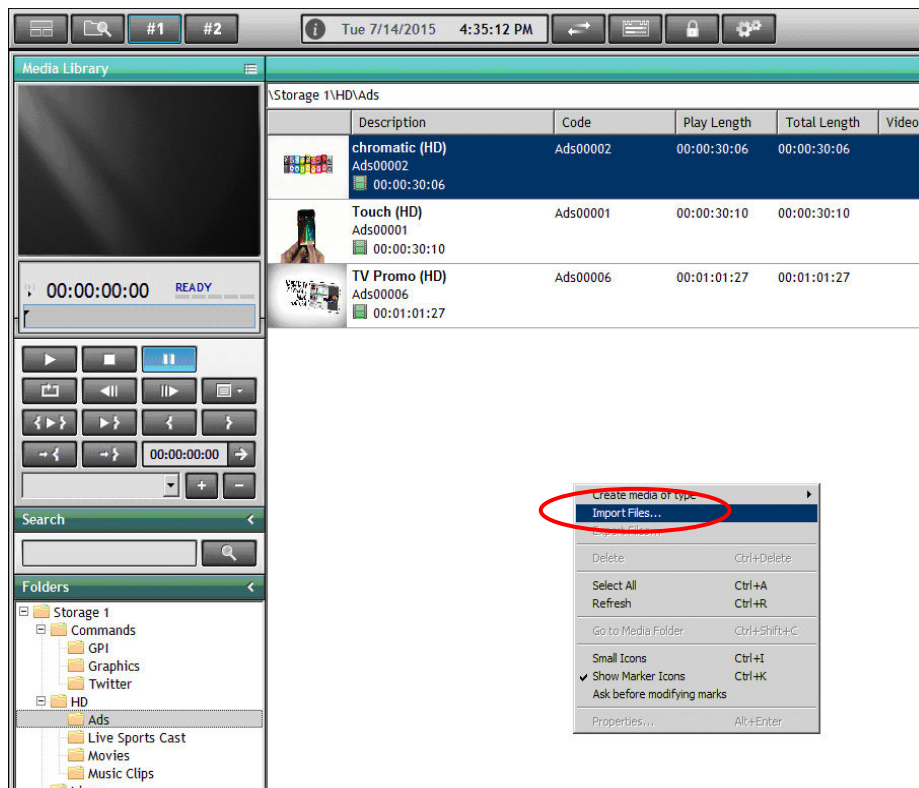 #1 #2 Tue 7/14/2015 4:35:12 PM
Media Library
\Storage 1\HD\Ads
Description Code Play Length Total Length Video
chromatic (HD) Ads00002 00:00:30:06 00:00:30:06
Ads00002
00:00:30:06
Touch (HD) Ads00001 00:00:30:10 00:00:30:10
Ads00001
00:00:30:10
TV Promo (HD) Ads00006 00:01:01:27 00:01:01:27
Ads00006
00:01:01:27
00:00:00:00 READY
00:00:00:00
Search
Folders
Storage 1
Commands
GPI
Graphics
Twitter
HD
Ads
Live Sports Cast
Movies
Music Clips
Create media of type
Import Files...
Export Files...
Delete Ctrl+Delete
Select All Ctrl+A
Refresh Ctrl+R
Go to Media Folder Ctrl+Shift+C
Small Icons Ctrl+I
Show Marker Icons Ctrl+K
Ask before modifying marks
Properties... Alt+Enter